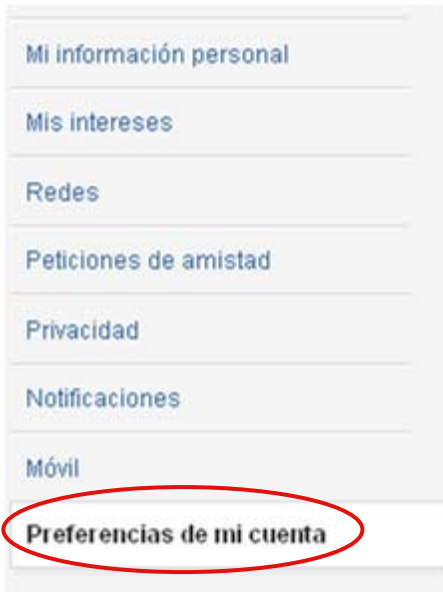 Mi información personal
Mis intereses
Redes
Peticiones de amistad
Privacidad
Notificaciones
Móvil
Preferencias de mi cuenta